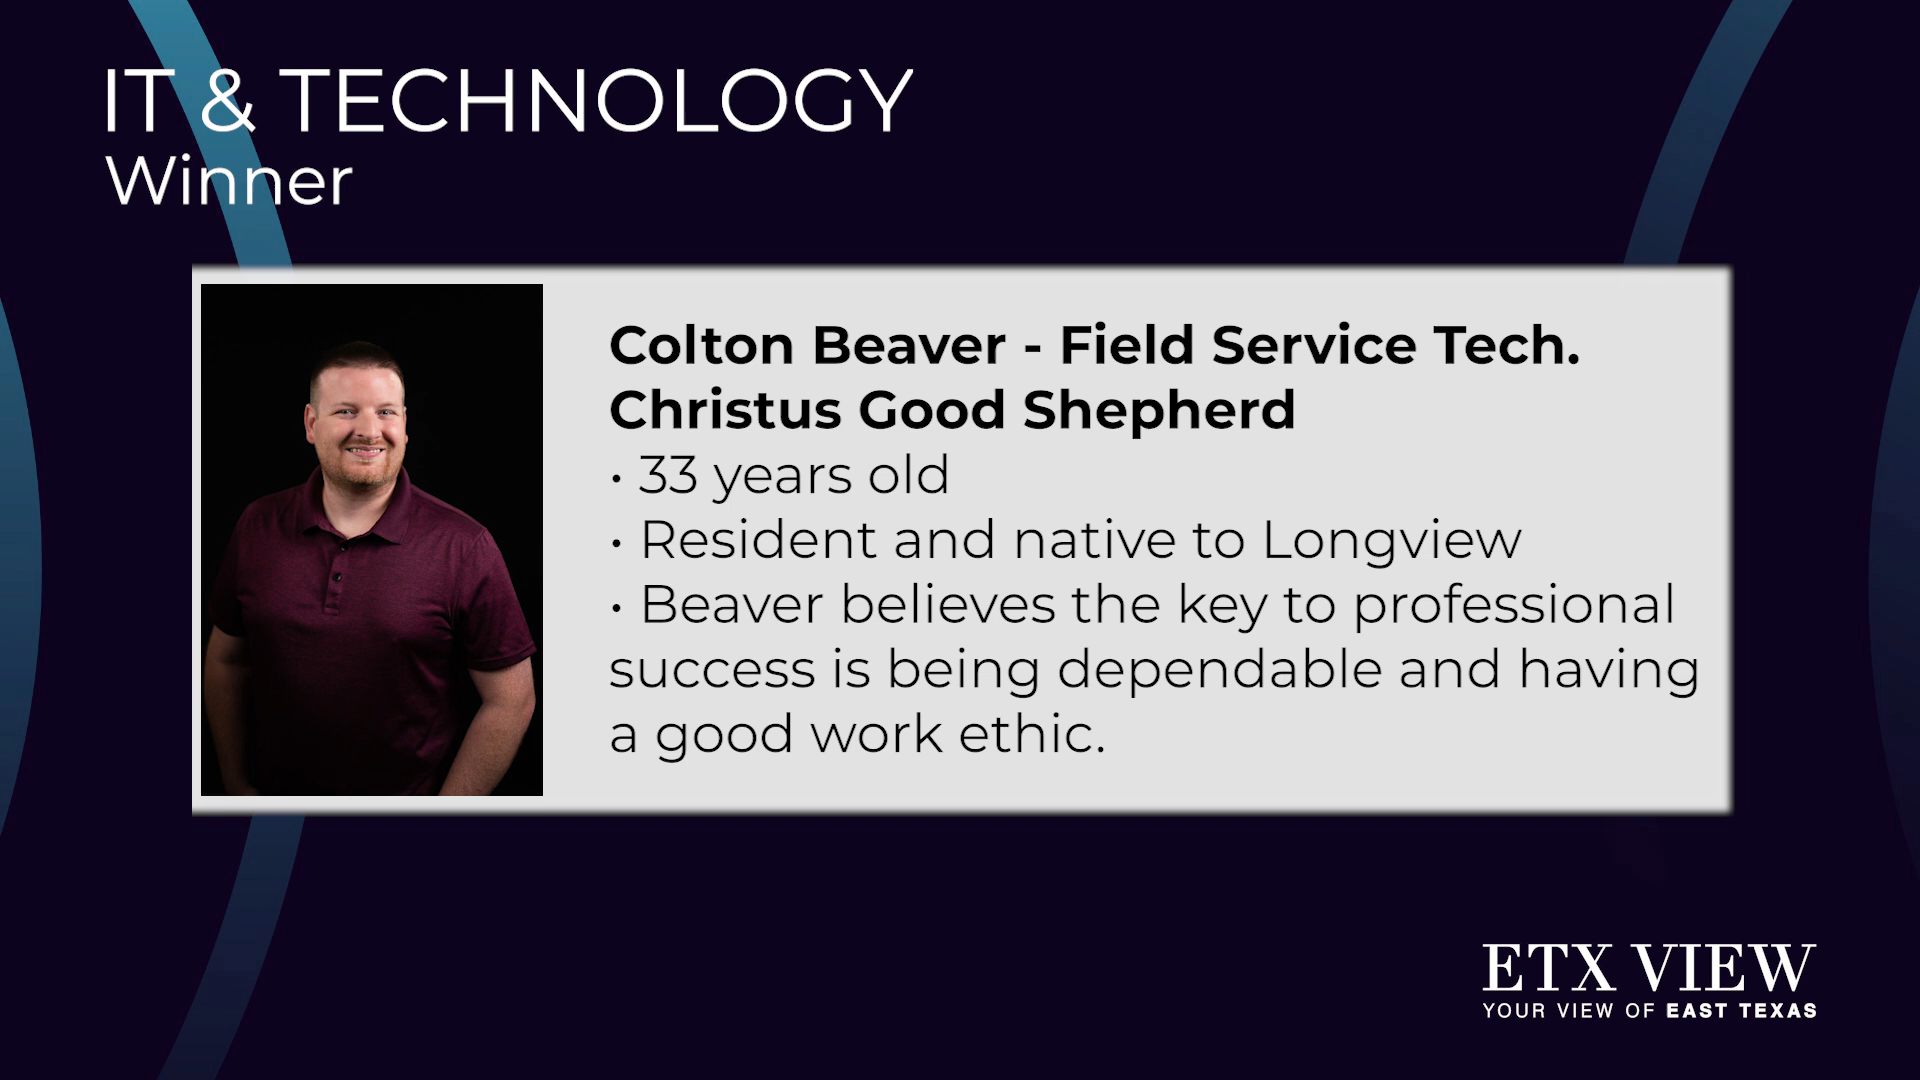 IT & TECHNOLOGY
Winner
Colton Beaver - Field Service Tech.
Christus Good Shepherd
• 33 years old
• Resident and native to Longview
• Beaver believes the key to professional
success is being dependable and having
a good work ethic.
ETX VIEW
YOUR VIEW OF EAST TEXAS